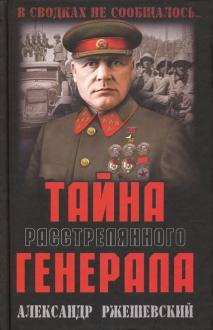 В СВОДКАХ НЕ СООБЩАЛОСЬ...
ТАЙНА
РАССТРЕЛЯННОГО
ГЕНЕРАЛА
АЛЕКСАНДР РЖЕШЕВСКИЙ